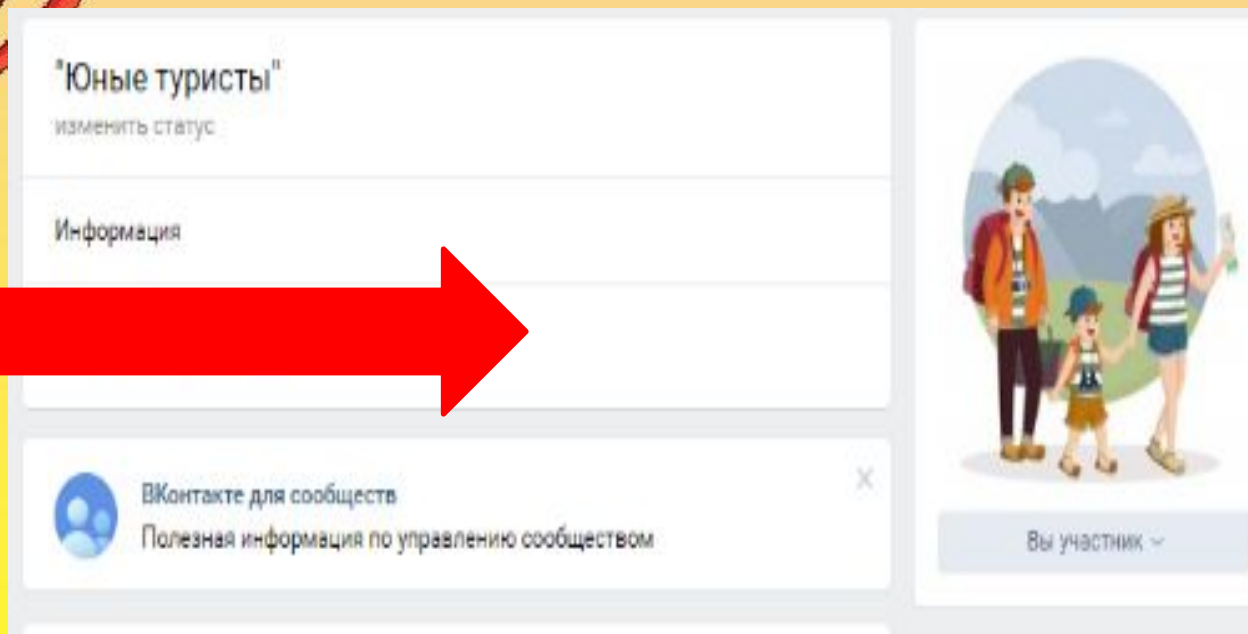 "Юные туристы"
изменить статус
Информация
ВКонтакте для сообществ
Полезная информация по управлению сообществом
Вы участник